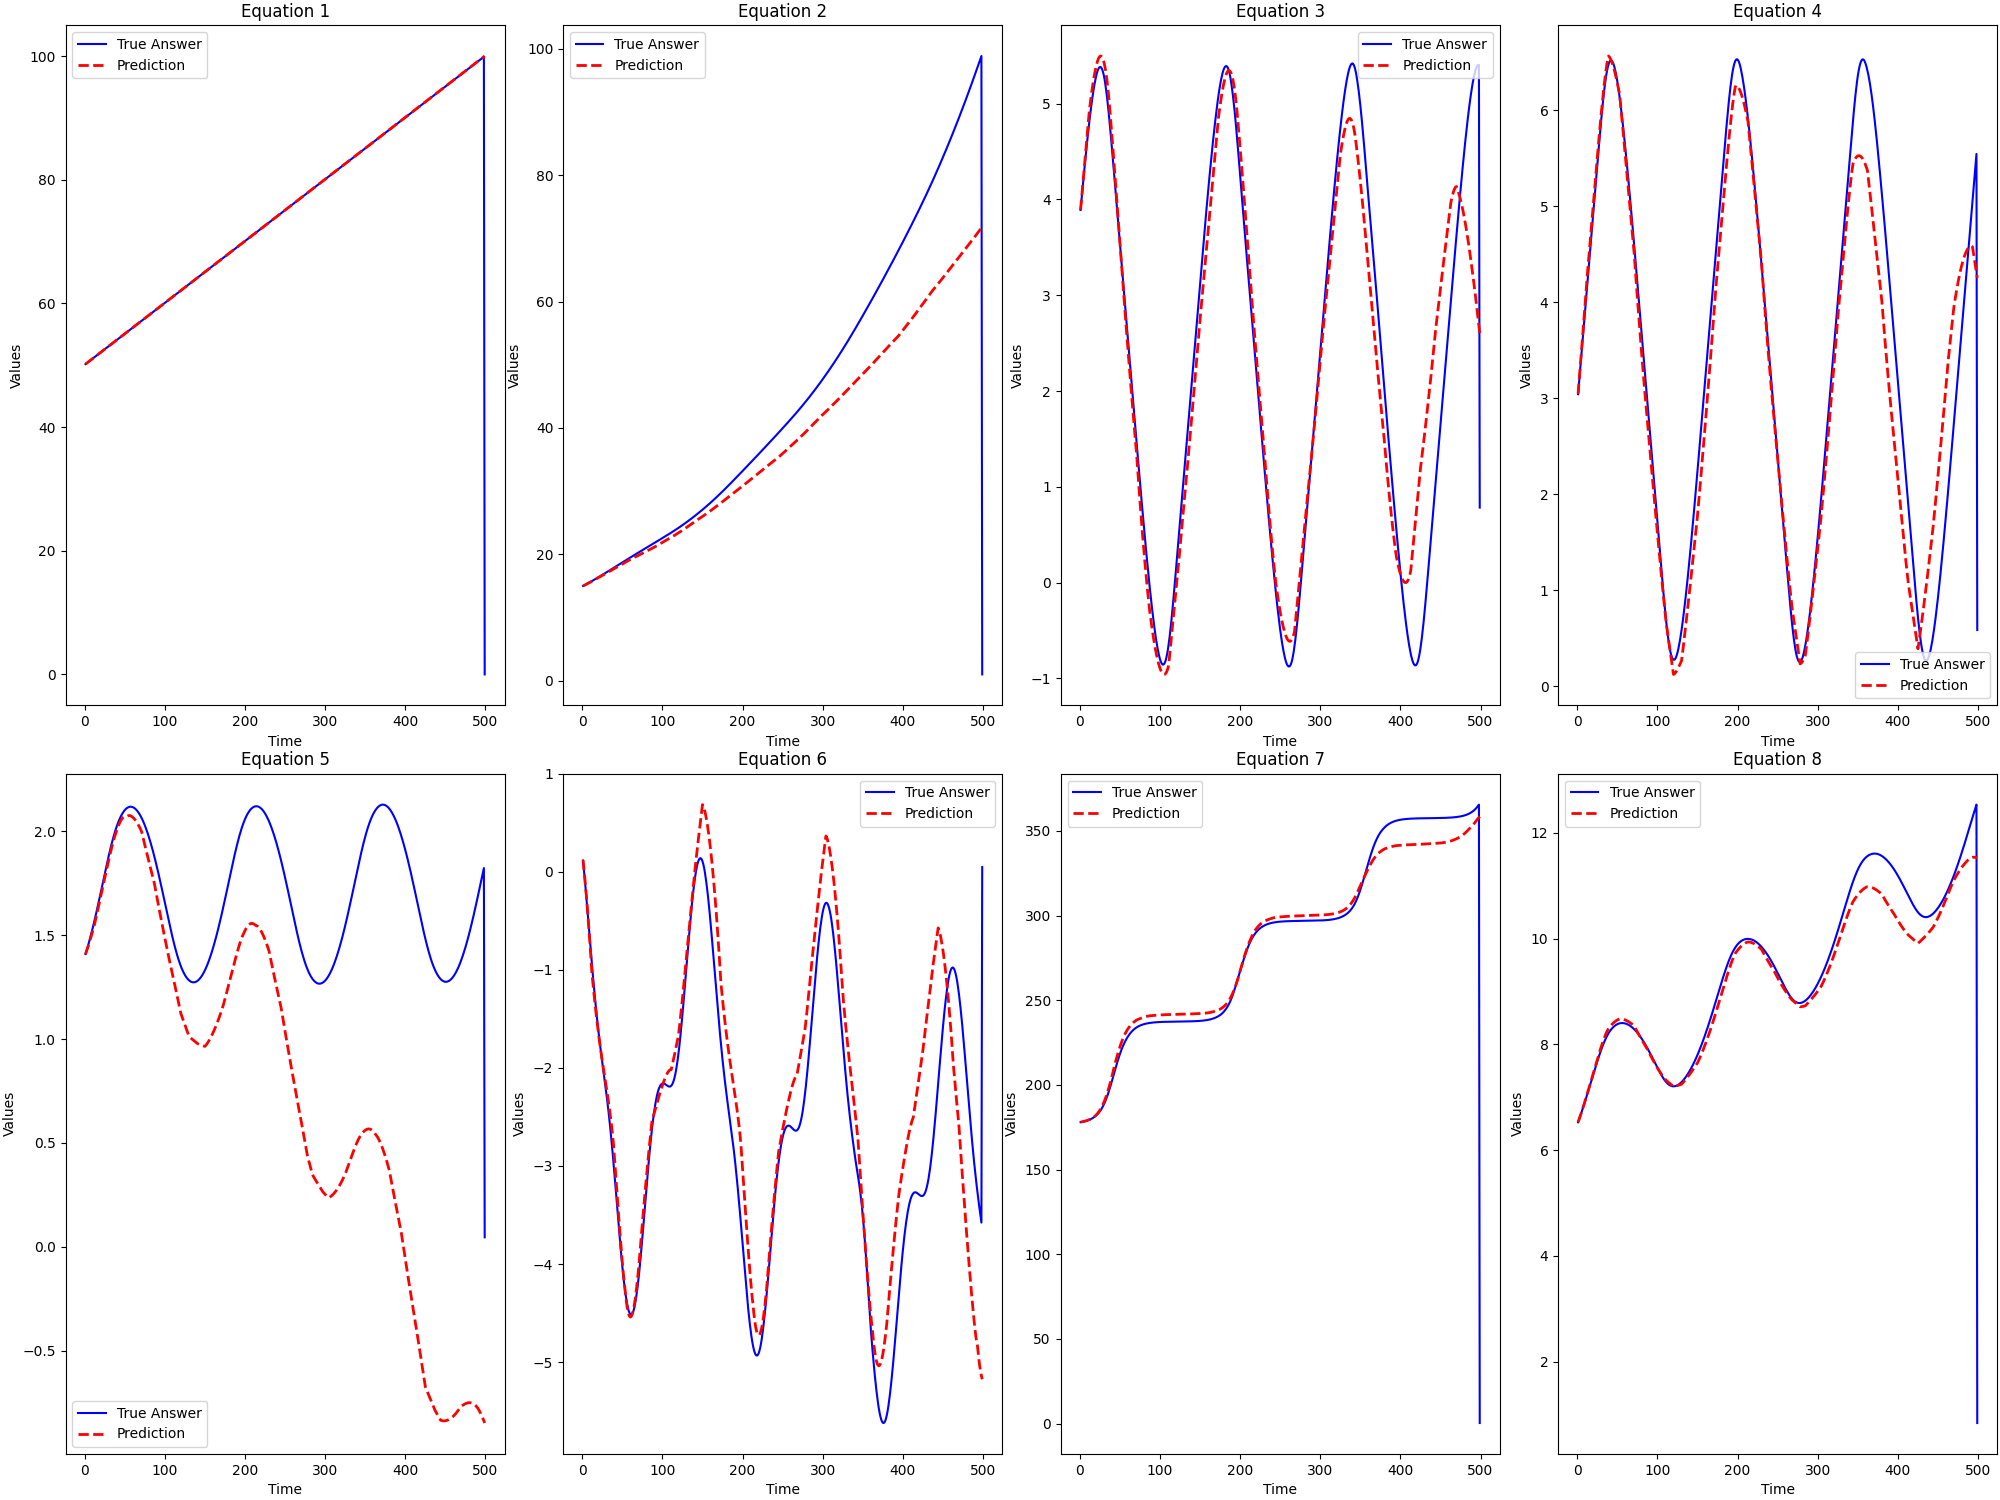 Equation 1
True Answer
Prediction
Values
100
80
60
40
20
0
0 100 200 300 400 500
Time
Equation 2
True Answer
Prediction
Values
100
80
60
40
20
0
0 100 200 300 400 500
Time
Equation 3
True Answer
Prediction
Values
5
4
3
2
1
0
−1
0 100 200 300 400 500
Time
Equation 4
Values
6
5
4
3
2
1
0
True Answer
Prediction
0 100 200 300 400 500
Time
Equation 5
Values
2.0
1.5
1.0
0.5
0.0
−0.5
True Answer
Prediction
0 100 200 300 400 500
Time
Equation 6
True Answer
Prediction
Values
1
0
−1
−2
−3
−4
−5
0 100 200 300 400 500
Time
Equation 7
True Answer
Prediction
Values
350
300
250
200
150
100
50
0
0 100 200 300 400 500
Time
Equation 8
True Answer
Prediction
Values
12
10
8
6
4
2
0 100 200 300 400 500
Time